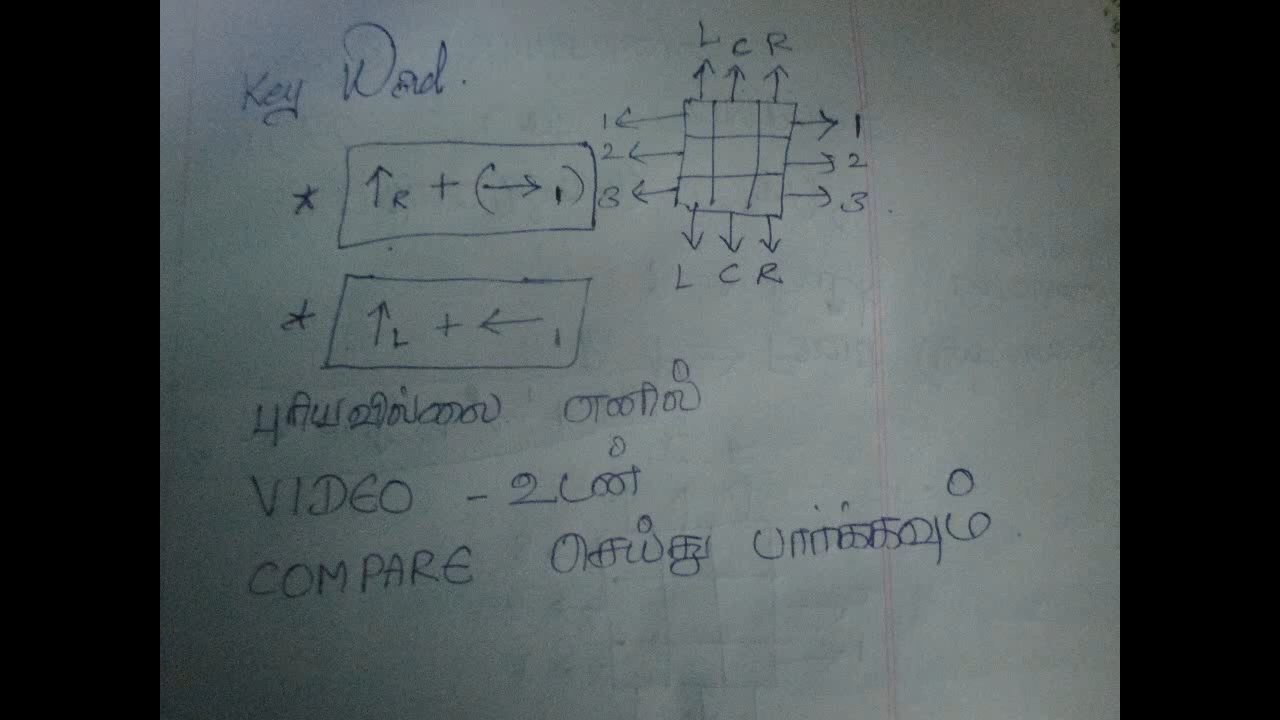 Key Word.
L C R
1 ← → 1
2 ← → 2
3 ← → 3
L C R
* ↑R + (→ 1)
* ↑L + ← 1
புரியவில்லை எனில்
VIDEO - உடன்
COMPARE செய்து பார்க்கவும்.